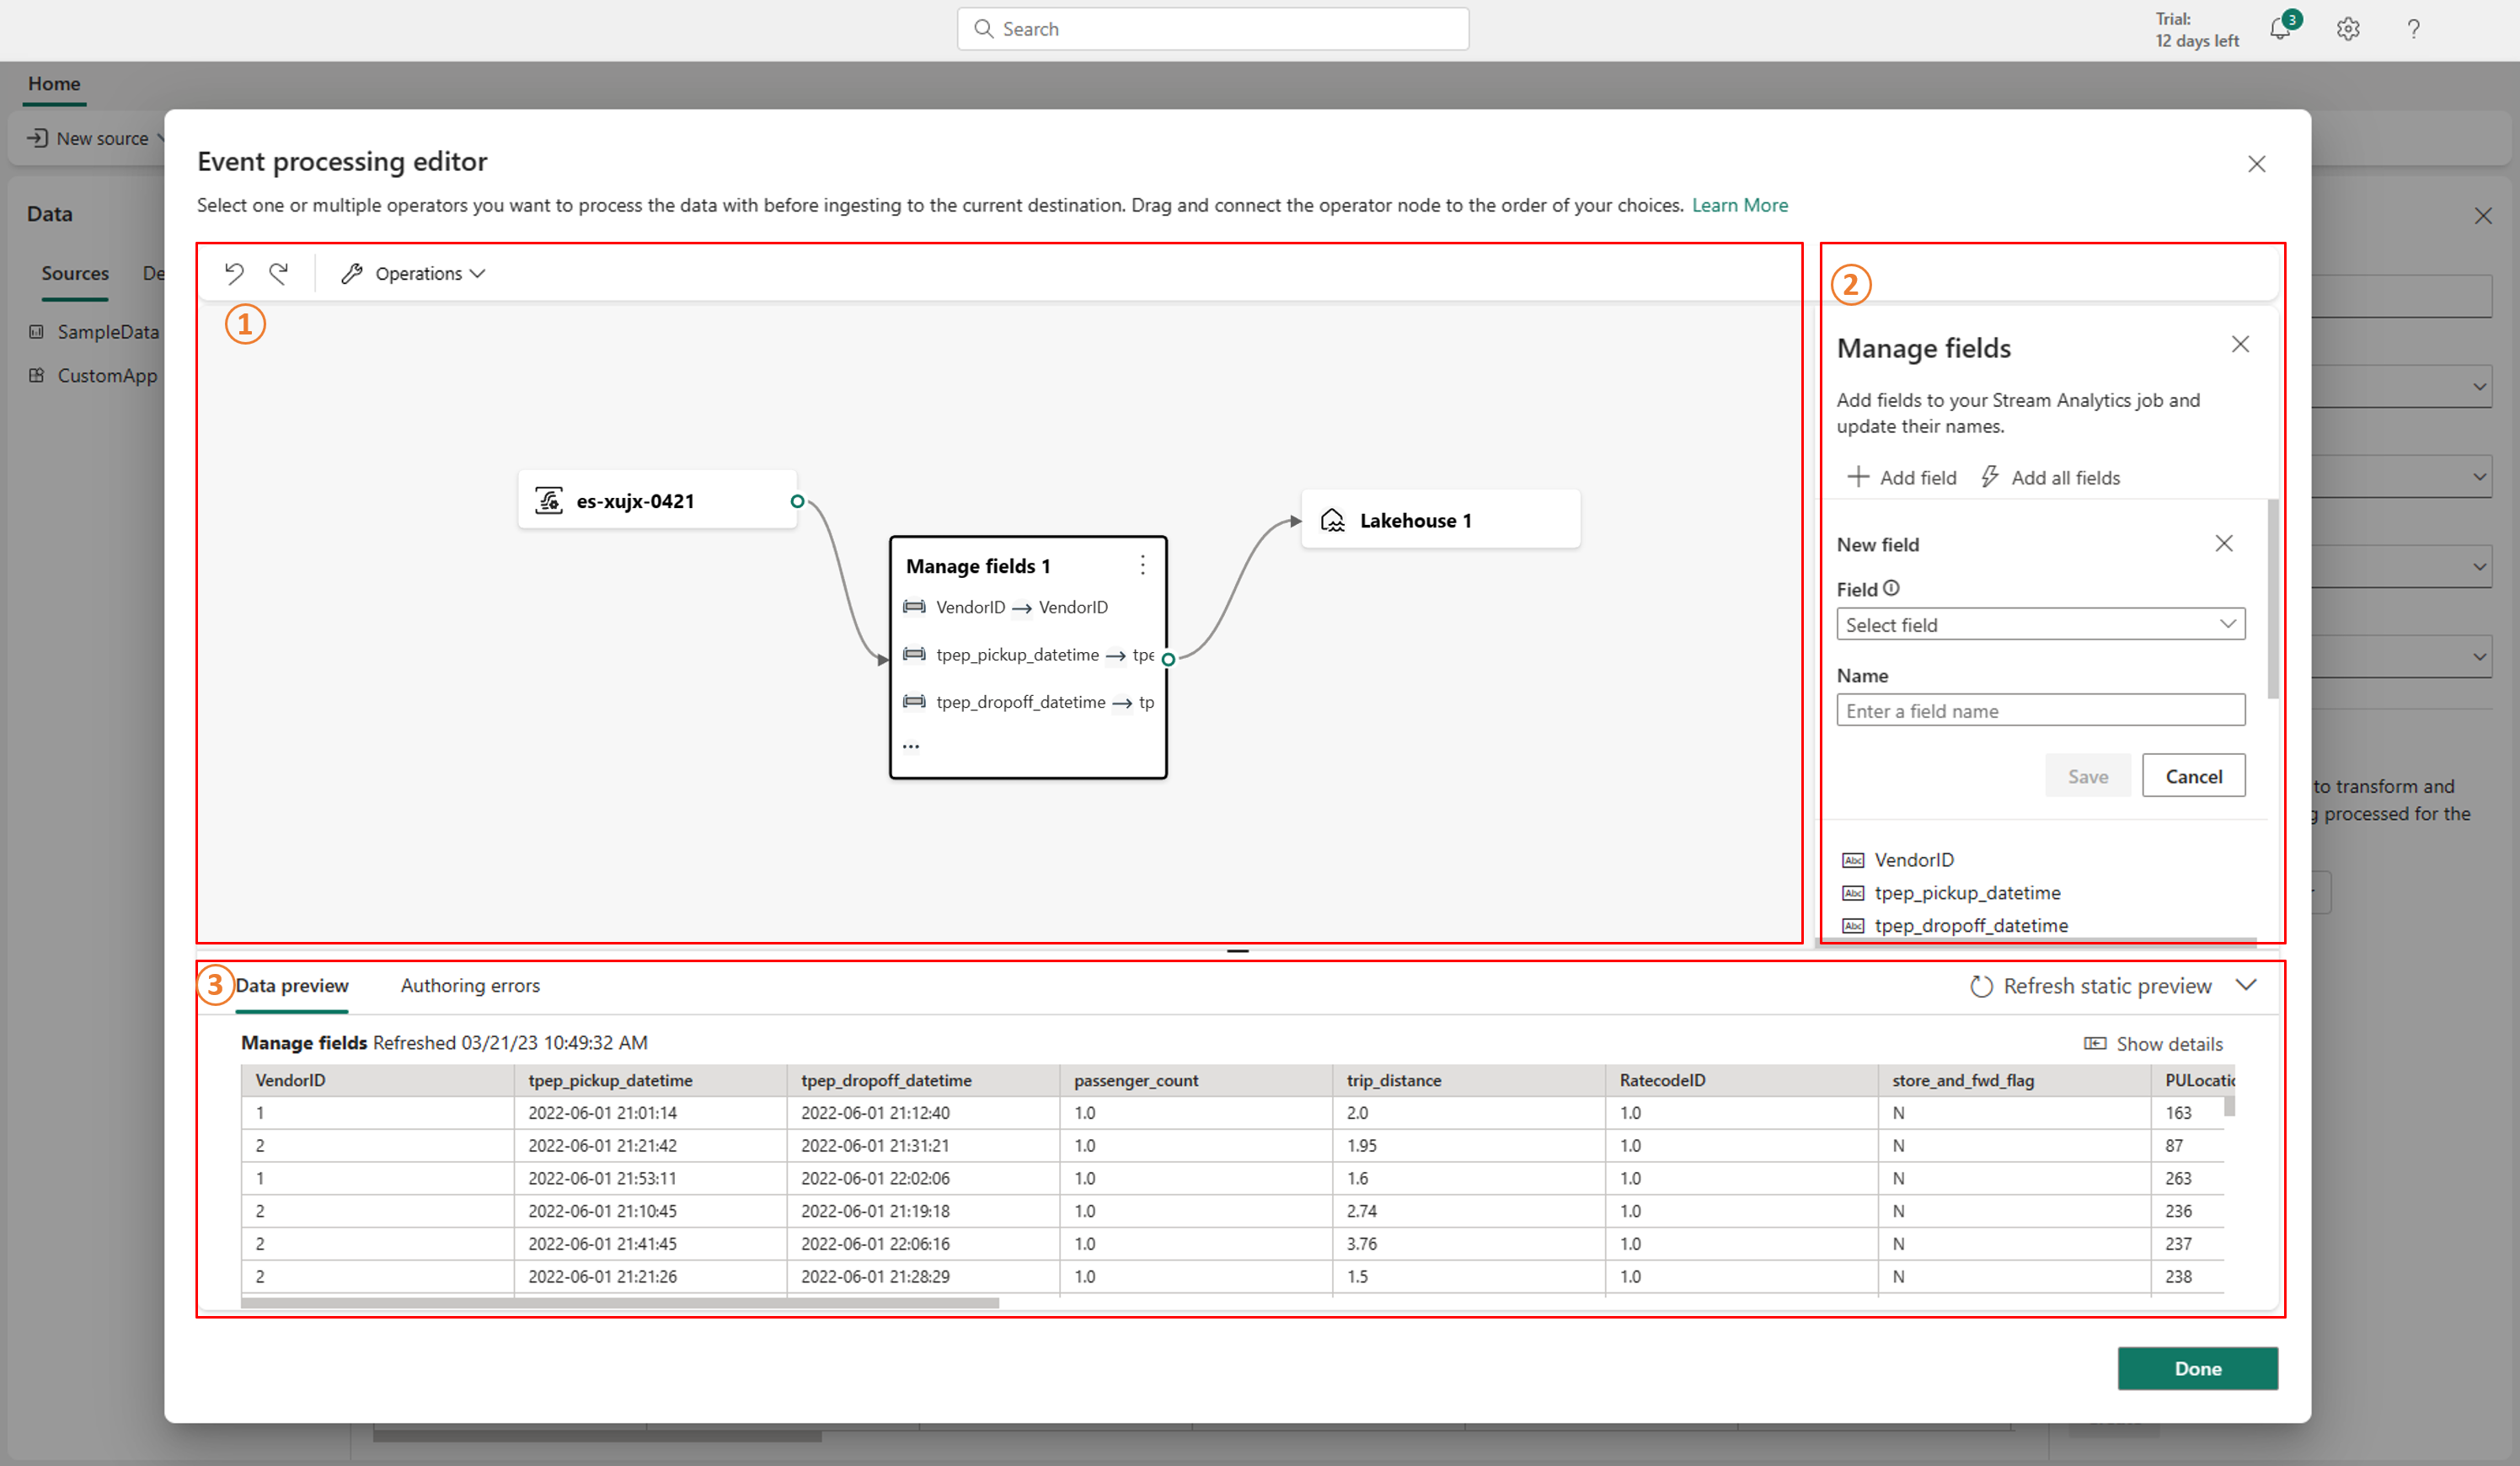 Search
Trial:
12 days left
3
Home
New source
Data
Sources
De
SampleData
CustomApp
Event processing editor
Select one or multiple operators you want to process the data with before ingesting to the current destination. Drag and connect the operator node to the order of your choices. Learn More
Operations
1
es-xujx-0421
Manage fields 1
VendorID → VendorID
tpep_pickup_datetime → tpe
tpep_dropoff_datetime → tp
...
Lakehouse 1
2
Manage fields
Add fields to your Stream Analytics job and
update their names.
Add field
Add all fields
New field
Field
Select field
Name
Enter a field name
Save
Cancel
Abc VendorID
Abc tpep_pickup_datetime
Abc tpep_dropoff_datetime
to transform and
g processed for the
3
Data preview
Authoring errors
Refresh static preview
Manage fields Refreshed 03/21/23 10:49:32 AM
Show details
VendorID tpep_pickup_datetime tpep_dropoff_datetime passenger_count trip_distance RatecodeID store_and_fwd_flag PULocatio
1 2022-06-01 21:01:14 2022-06-01 21:12:40 1.0 2.0 1.0 N 163
2 2022-06-01 21:21:42 2022-06-01 21:31:21 1.0 1.95 1.0 N 87
1 2022-06-01 21:53:11 2022-06-01 22:02:06 1.0 1.6 1.0 N 263
2 2022-06-01 21:10:45 2022-06-01 21:19:18 1.0 2.74 1.0 N 236
2 2022-06-01 21:41:45 2022-06-01 22:06:16 1.0 3.76 1.0 N 237
2 2022-06-01 21:21:26 2022-06-01 21:28:29 1.0 1.5 1.0 N 238
Done